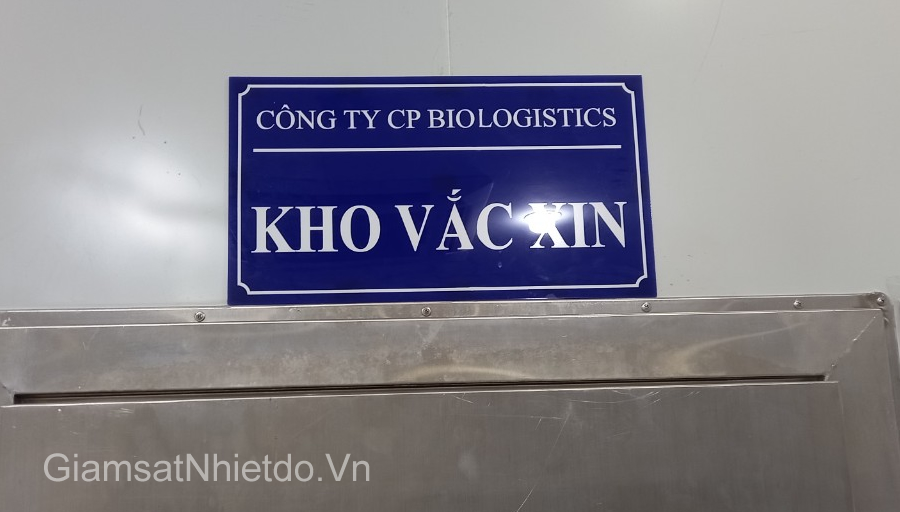 CÔNG TY CP BIOLOGISTICS
KHO VẮC XIN
GiamsatNhietdo.Vn